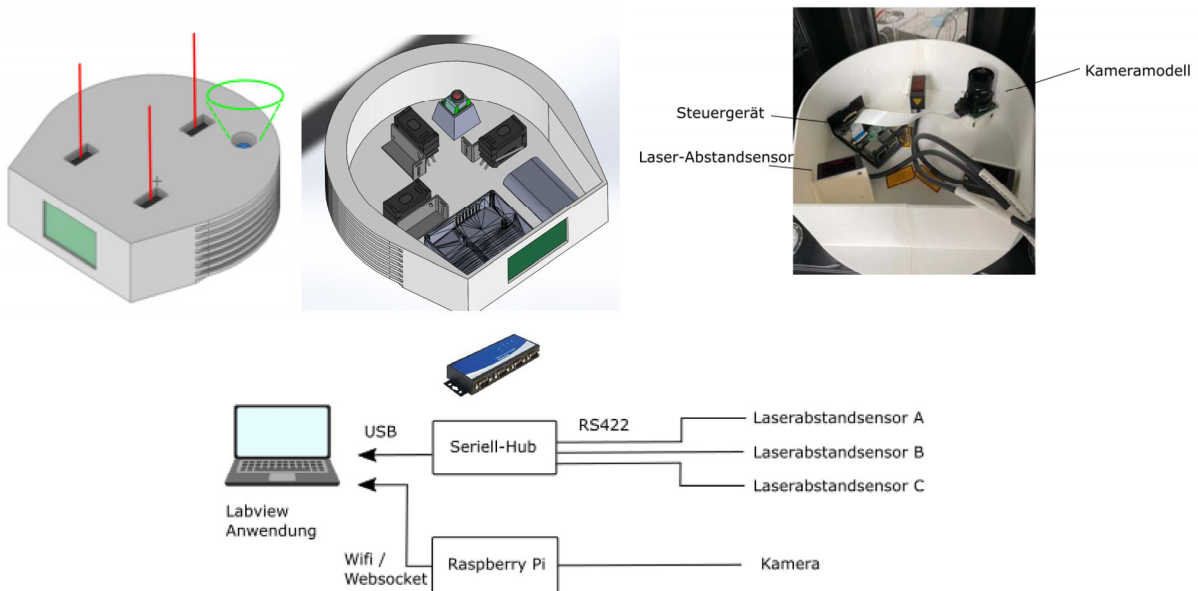 Kameramodell
Steuergerät
Laser-Abstandsensor
USB
Seriell-Hub
RS422
Laserabstandsensor A
Laserabstandsensor B
Laserabstandsensor C
Labview
Anwendung
Wifi /
Websocket
Raspberry Pi
Kamera